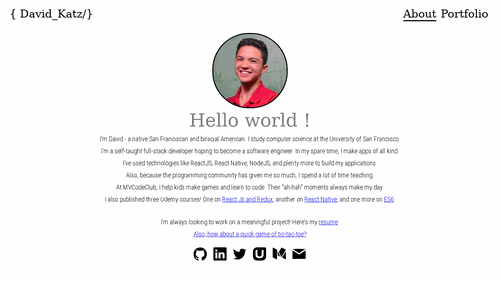 { David_Katz/}
About Portfolio
Hello world !
I'm David - a native San Franciscan and biracial American. I study computer science at the University of San Francisco
I'm a self-taught full-stack developer hoping to become a software engineer. In my spare time, I make apps of all kind
I've used technologies like ReactJS, React Native, NodeJS, and plenty more to build my applications
Also, because the programming community has given me so much, I spend a lot of time teaching.
At MVCodeClub, I help kids make games and learn to code. Their "ah-hah" moments always make my day.
I also published three Udemy courses! One on React Js and Redux, another on React Native, and one more on ES6
I'm always looking to work on a meaningful project! Here's my resume
Also, how about a quick game of tic-tac-toe?